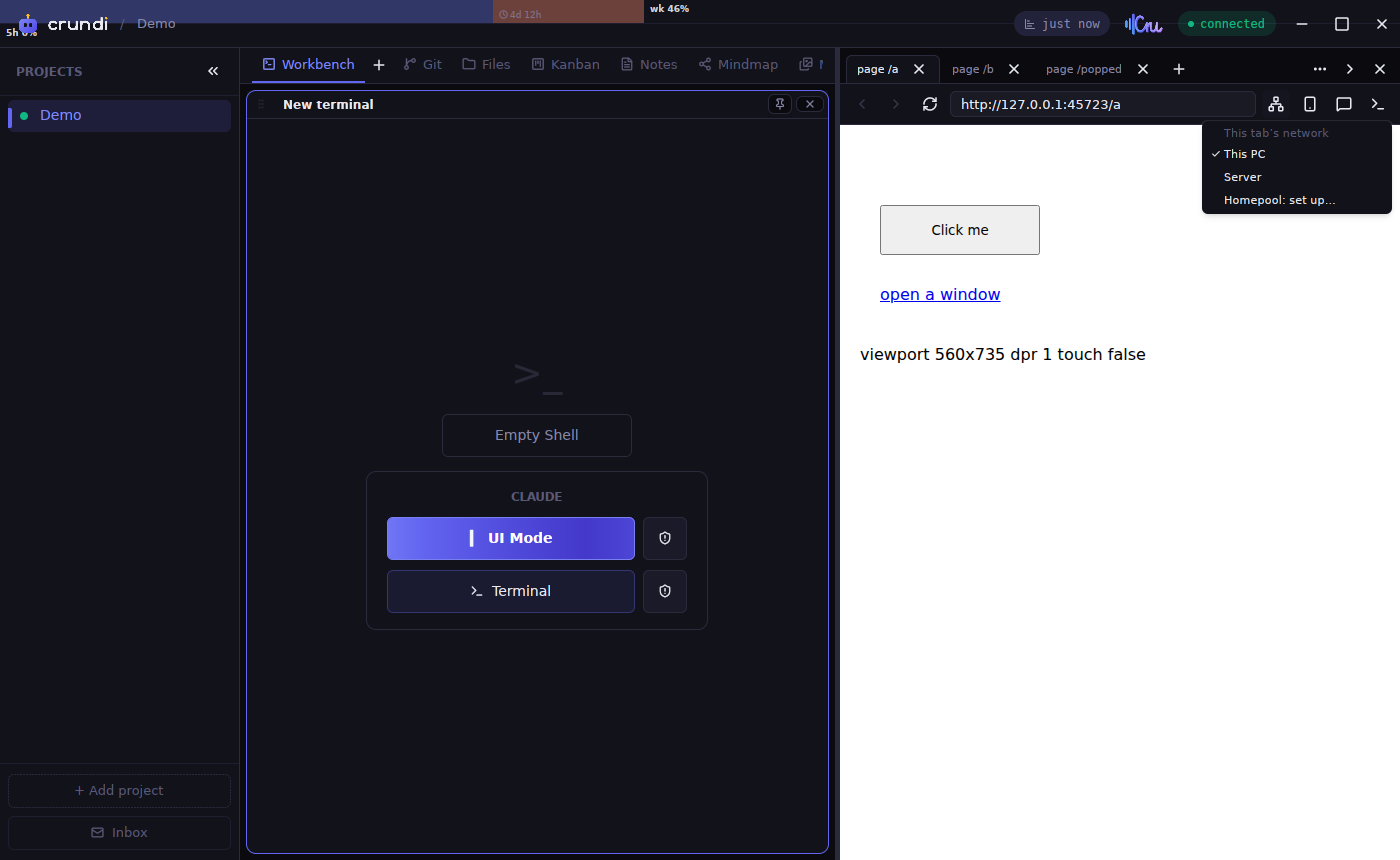 5h 0%
crundi / Demo
4d 12h
wk 46%
just now
Cru
connected
PROJECTS
Demo
+ Add project
Inbox
Workbench
Git
Files
Kanban
Notes
Mindmap
New terminal
>_
Empty Shell
CLAUDE
UI Mode
Terminal
page /a
page /b
page /popped
http://127.0.0.1:45723/a
This tab's network
This PC
Server
Homepool: set up...
Click me
open a window
viewport 560x735 dpr 1 touch false